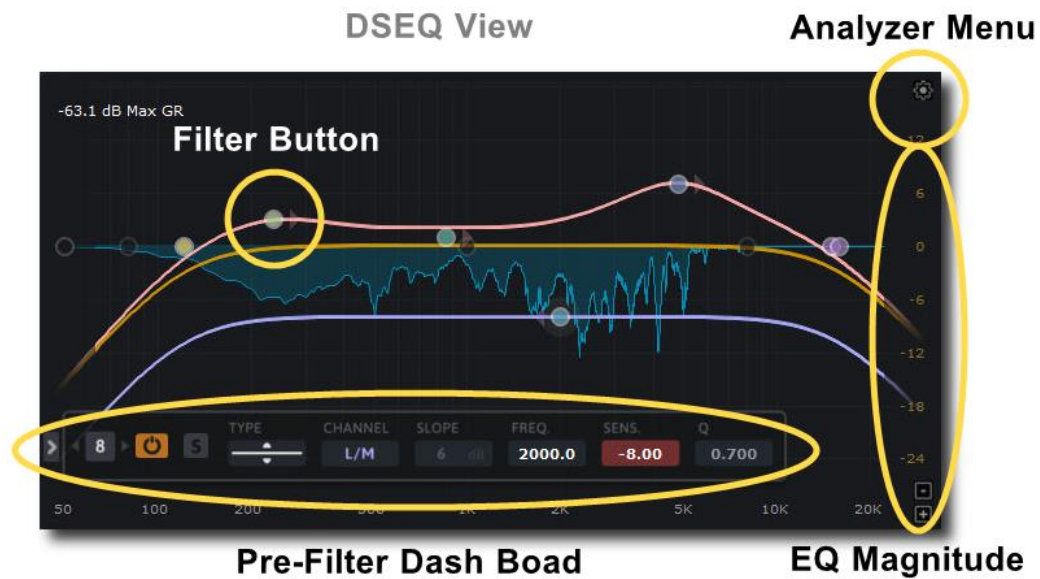 DSEQ View
Analyzer Menu
-63.1 dB Max GR
Filter Button
12
6
0
-6
-12
-18
-24
TYPE CHANNEL SLOPE FREQ. SENS. Q
8 S L/M 6 dB 2000.0 -8.00 0.700
50 100 200 500 1K 2K 5K 10K 20K
Pre-Filter Dash Boad
EQ Magnitude